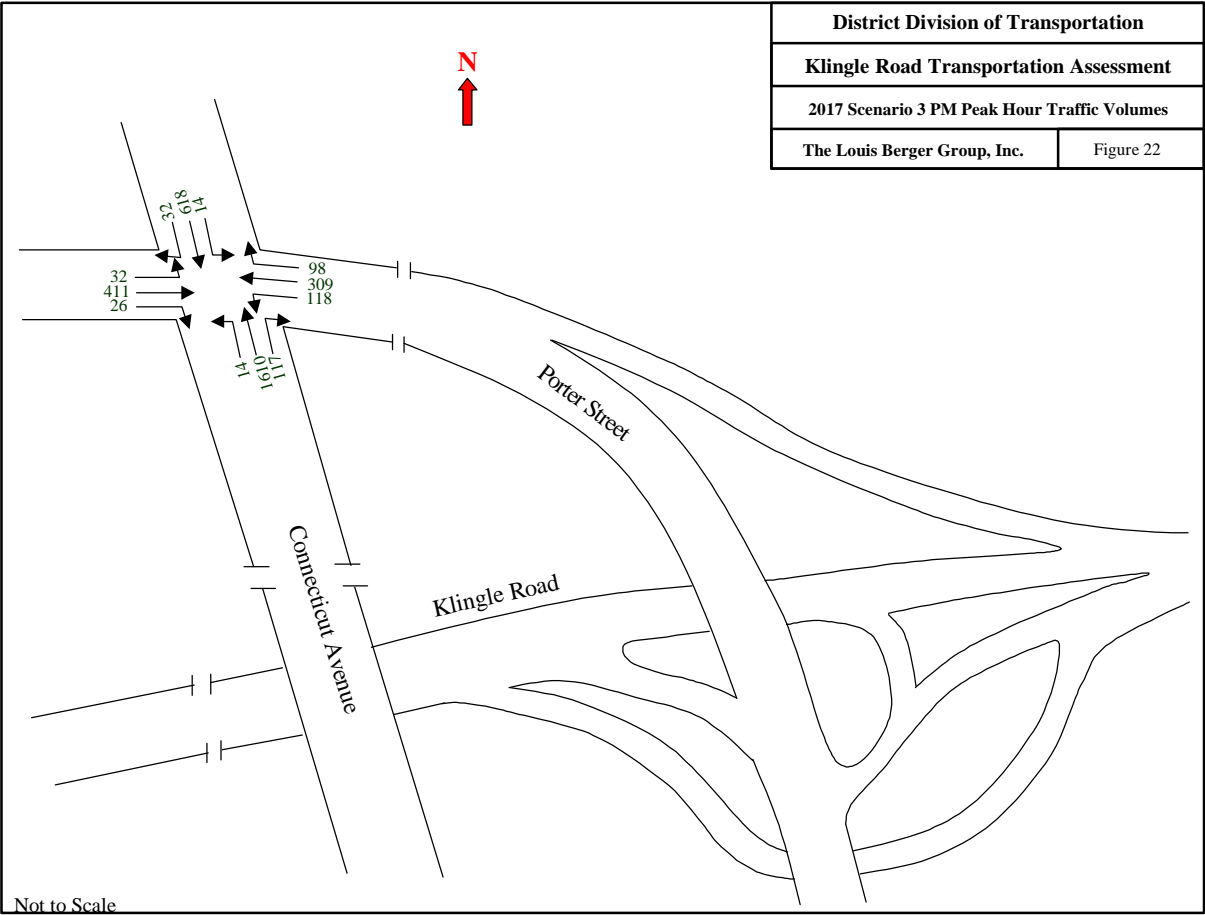 District Division of Transportation
Klingle Road Transportation Assessment
2017 Scenario 3 PM Peak Hour Traffic Volumes
The Louis Berger Group, Inc.
Figure 22
N
32
618
14
32
411
26
98
309
118
14
1610
117
Porter Street
Connecticut Avenue
Klingle Road
Not to Scale